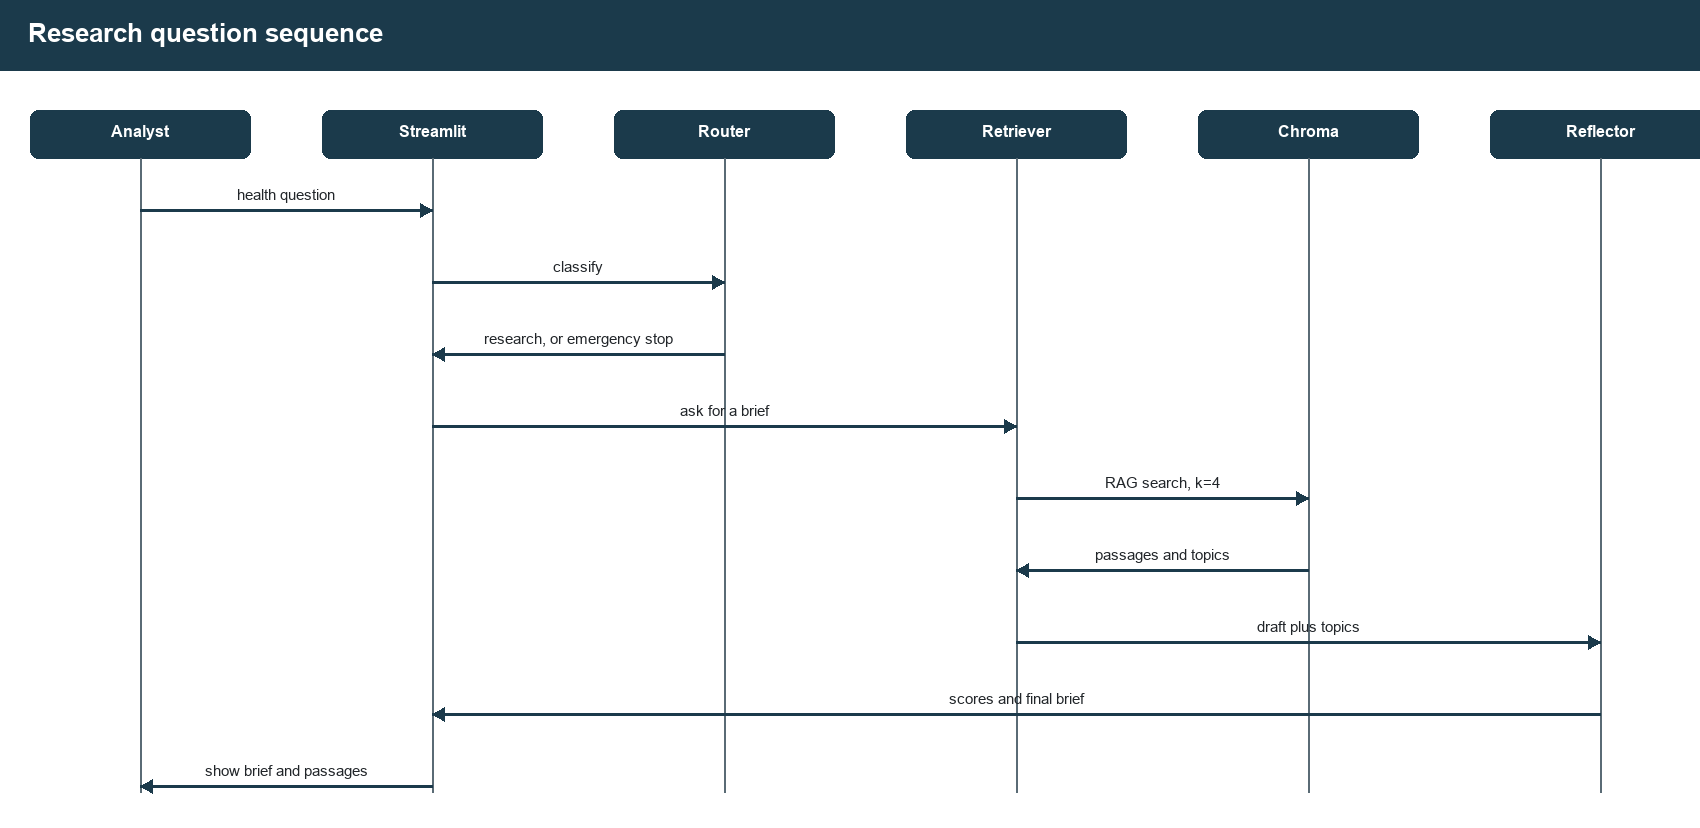 Research question sequence
Analyst
Streamlit
Router
Retriever
Chroma
Reflector
health question
classify
research, or emergency stop
ask for a brief
RAG search, k=4
passages and topics
draft plus topics
scores and final brief
show brief and passages